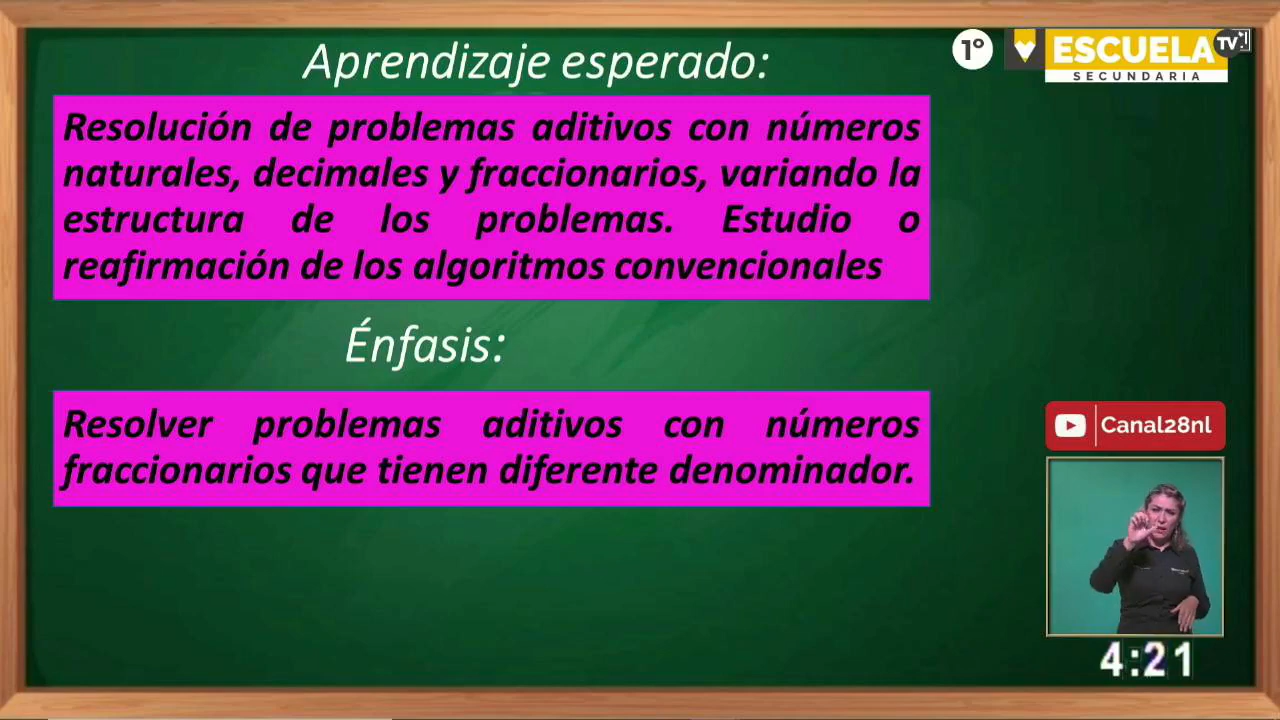 Aprendizaje esperado:
1º
ESCUELA
TV
SECUNDARIA
Resolución de problemas aditivos con números
naturales, decimales y fraccionarios, variando la
estructura de los problemas. Estudio o
reafirmación de los algoritmos convencionales
Énfasis:
Resolver problemas aditivos con números
fraccionarios que tienen diferente denominador.
Canal28nl
4:21